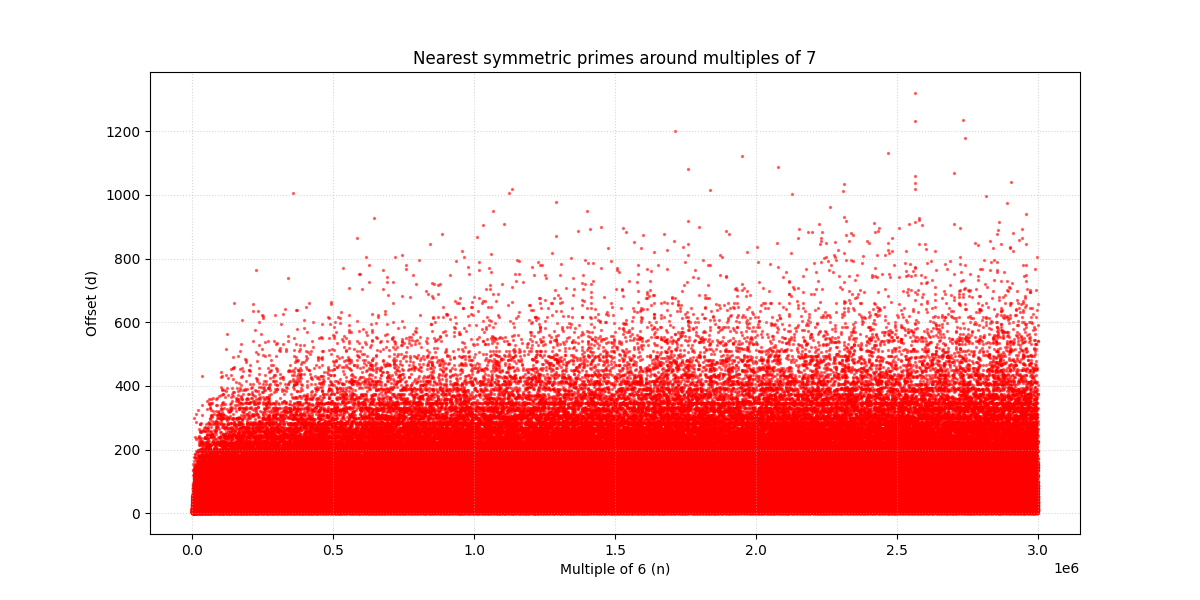 Nearest symmetric primes around multiples of 7
Offset (d)
1200
1000
800
600
400
200
0
0.0 0.5 1.0 1.5 2.0 2.5 3.0
1e6
Multiple of 6 (n)